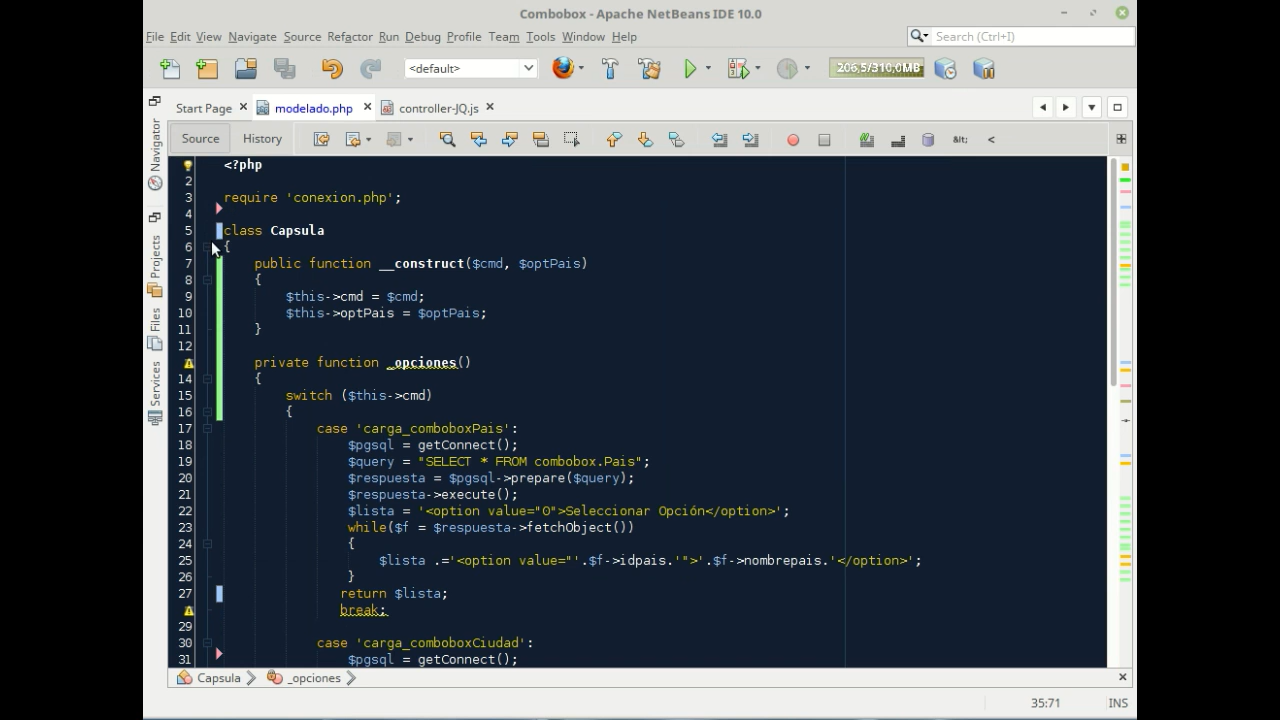 Combobox - Apache NetBeans IDE 10.0
File Edit View Navigate Source Refactor Run Debug Profile Team Tools Window Help
Search (Ctrl+I)
<default>
206,5/310,0MB
Start Page modelado.php controller-JQ.js
Source History
Navigator
Projects
Files
Services
<?php
2
3 require 'conexion.php';
4
5 class Capsula
6 {
7 public function __construct($cmd, $optPais)
8 {
9 $this->cmd = $cmd;
10 $this->optPais = $optPais;
11 }
12
private function _opciones()
14 {
15 switch ($this->cmd)
16 {
17 case 'carga_comboboxPais':
18 $pgsql = getConnect();
19 $query = "SELECT * FROM combobox.Pais";
20 $respuesta = $pgsql->prepare($query);
21 $respuesta->execute();
22 $lista = '<option value="0">Seleccionar Opción</option>';
23 while($f = $respuesta->fetchObject())
24 {
25 $lista .='<option value="'.$f->idpais.'">'.$f->nombrepais.'</option>';
26 }
27 return $lista;
break;
29
30 case 'carga_comboboxCiudad':
31 $pgsql = getConnect();
Capsula _opciones
35:71 INS